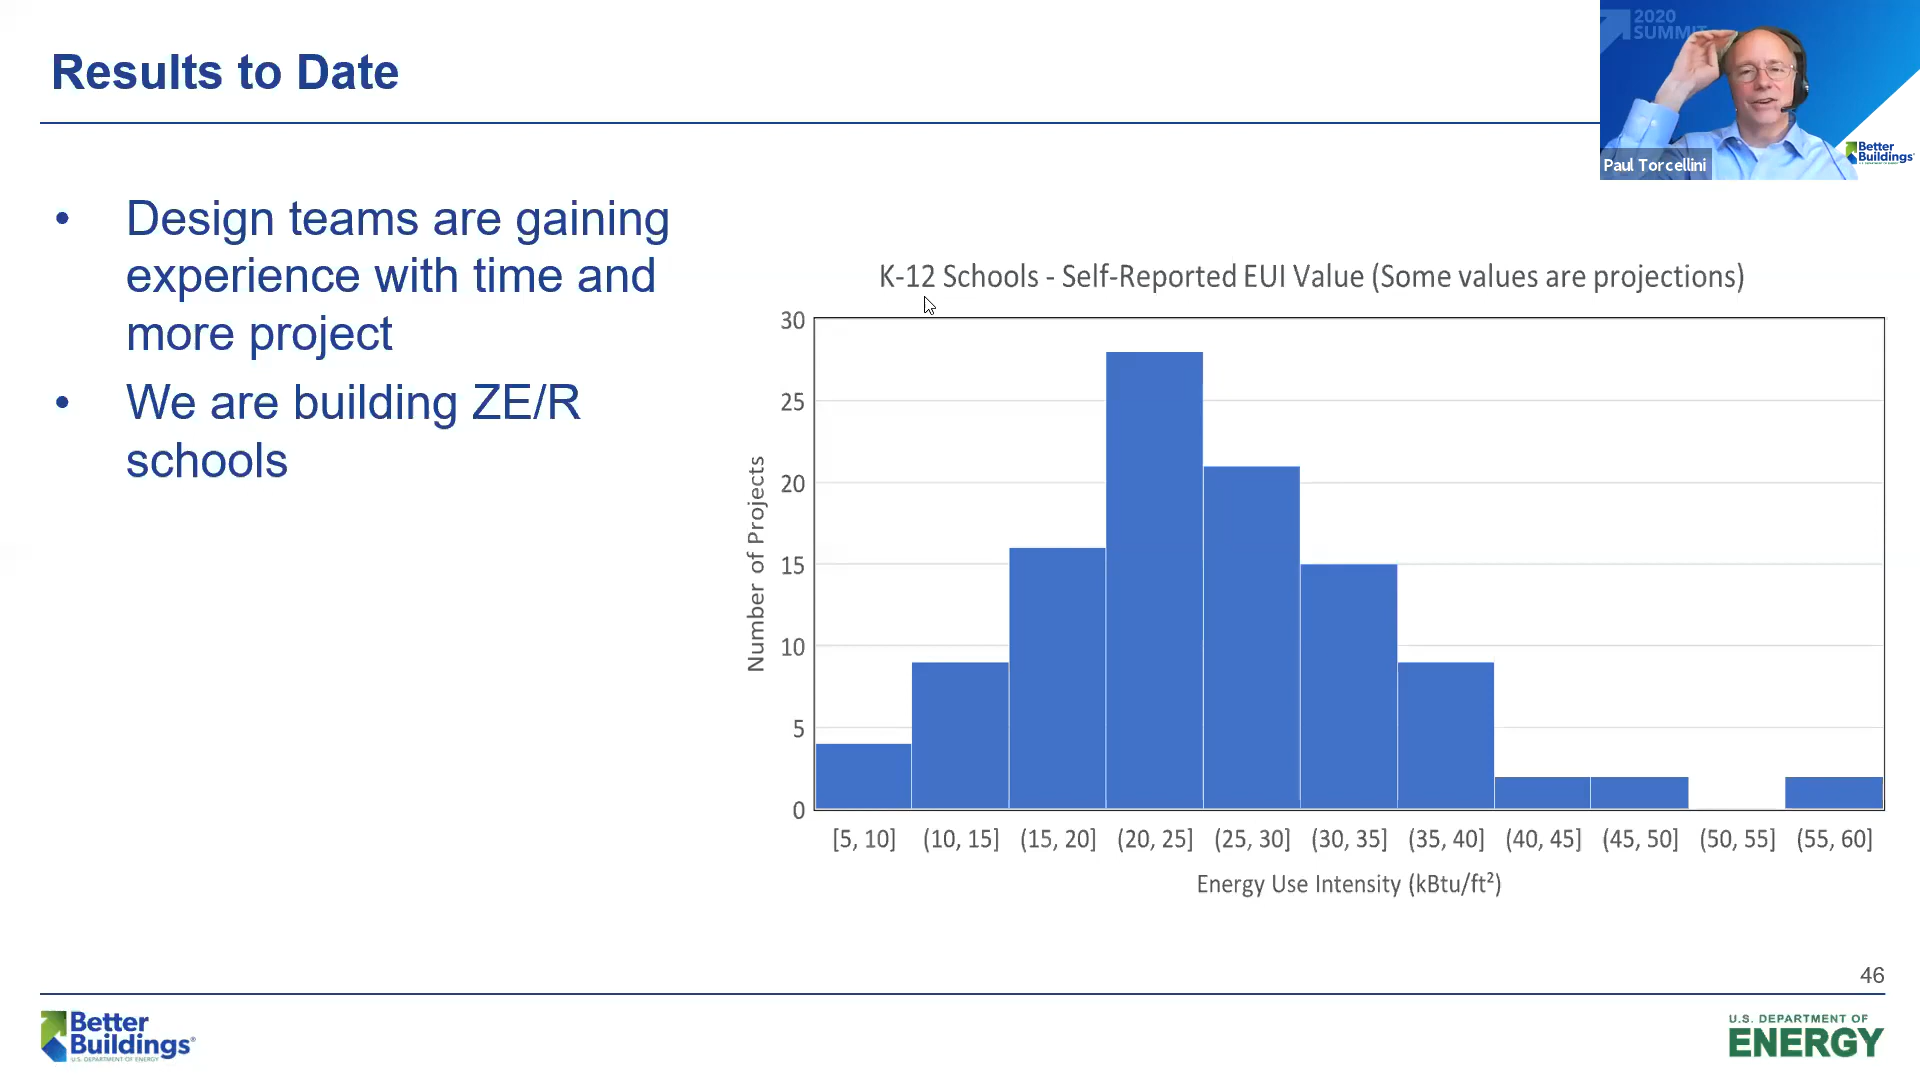 Results to Date
2020
SUMMIT
Better
Buildings
Paul Torcellini
• Design teams are gaining
experience with time and
more project
• We are building ZE/R
schools
K-12 Schools - Self-Reported EUI Value (Some values are projections)
Number of Projects
30
25
20
15
10
5
0
[5, 10] (10, 15] (15, 20] (20, 25] (25, 30] (30, 35] (35, 40] (40, 45] (45, 50] (50, 55] (55, 60]
Energy Use Intensity (kBtu/ft²)
46
Better
Buildings®
U.S. DEPARTMENT OF ENERGY
U.S. DEPARTMENT OF
ENERGY